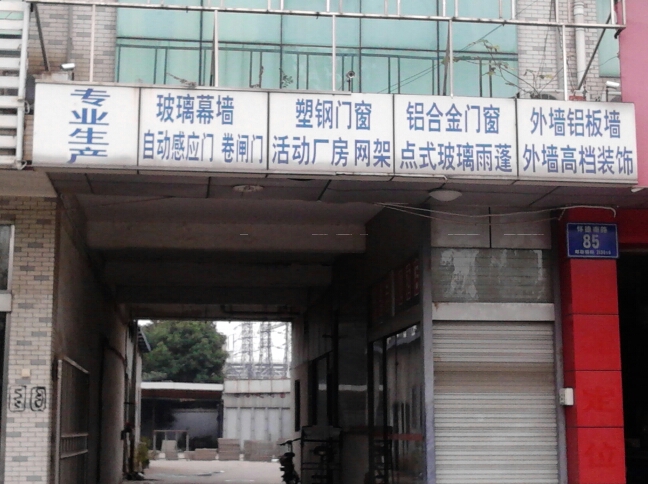 专业生产
玻璃幕墙
自动感应门 卷闸门
塑钢门窗
活动厂房 网架
铝合金门窗
点式玻璃雨蓬
外墙铝板墙
外墙高档装饰
85
定位